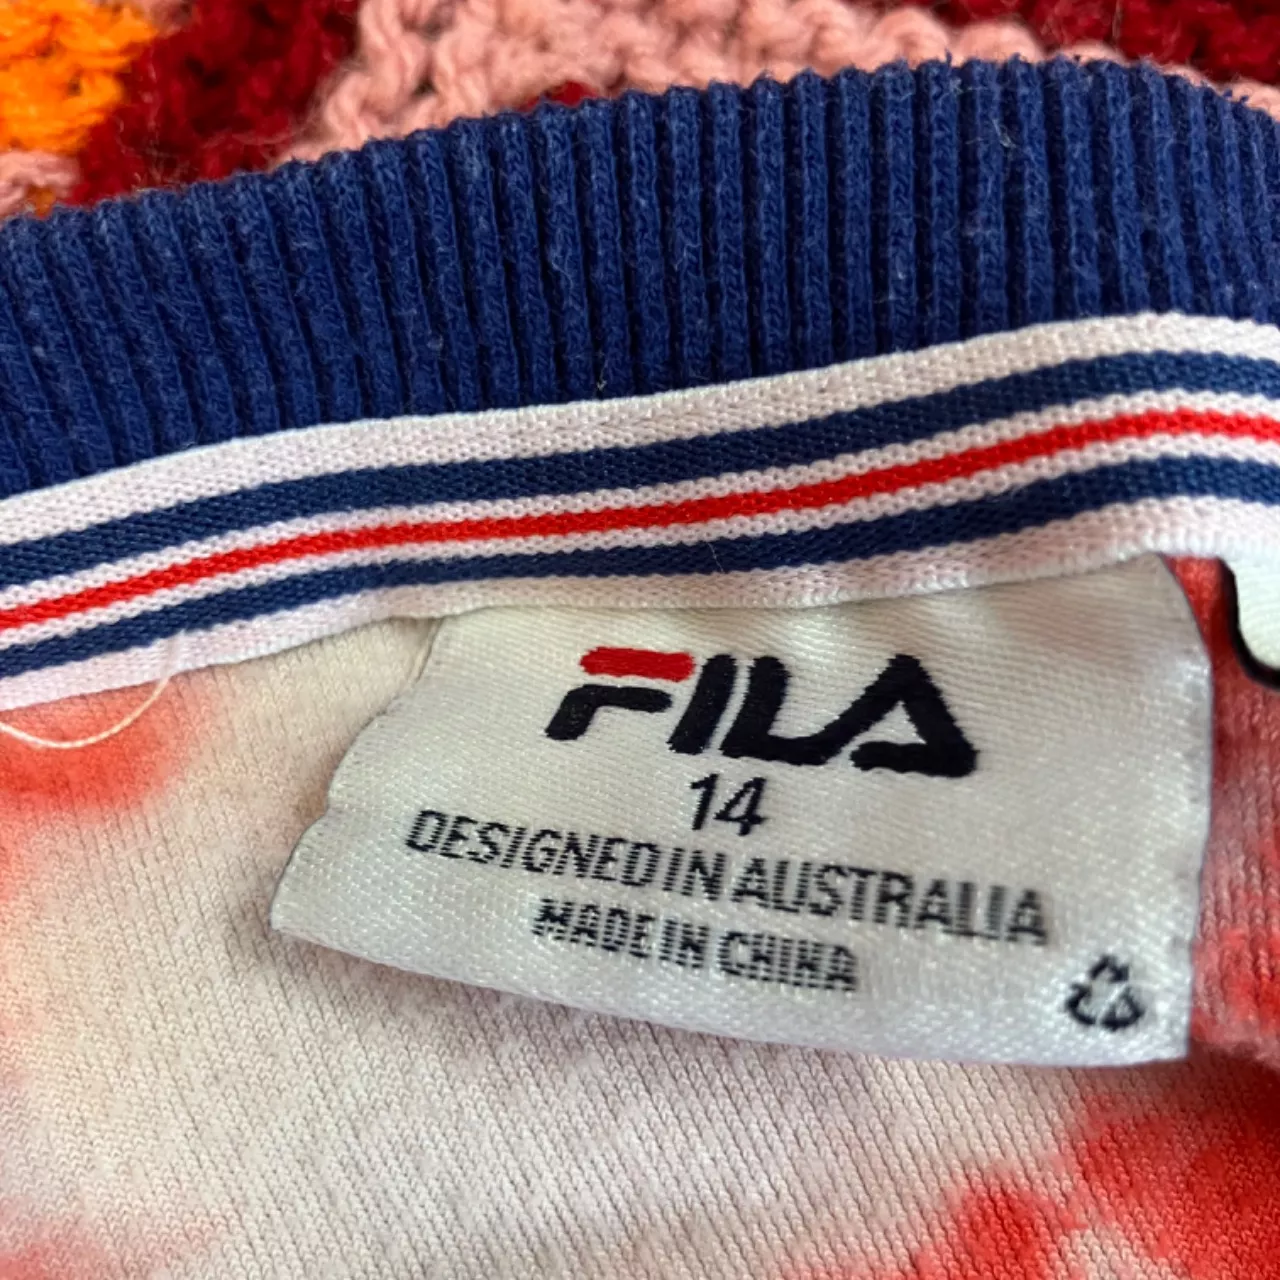 FILA
14
DESIGNED IN AUSTRALIA
MADE IN CHINA